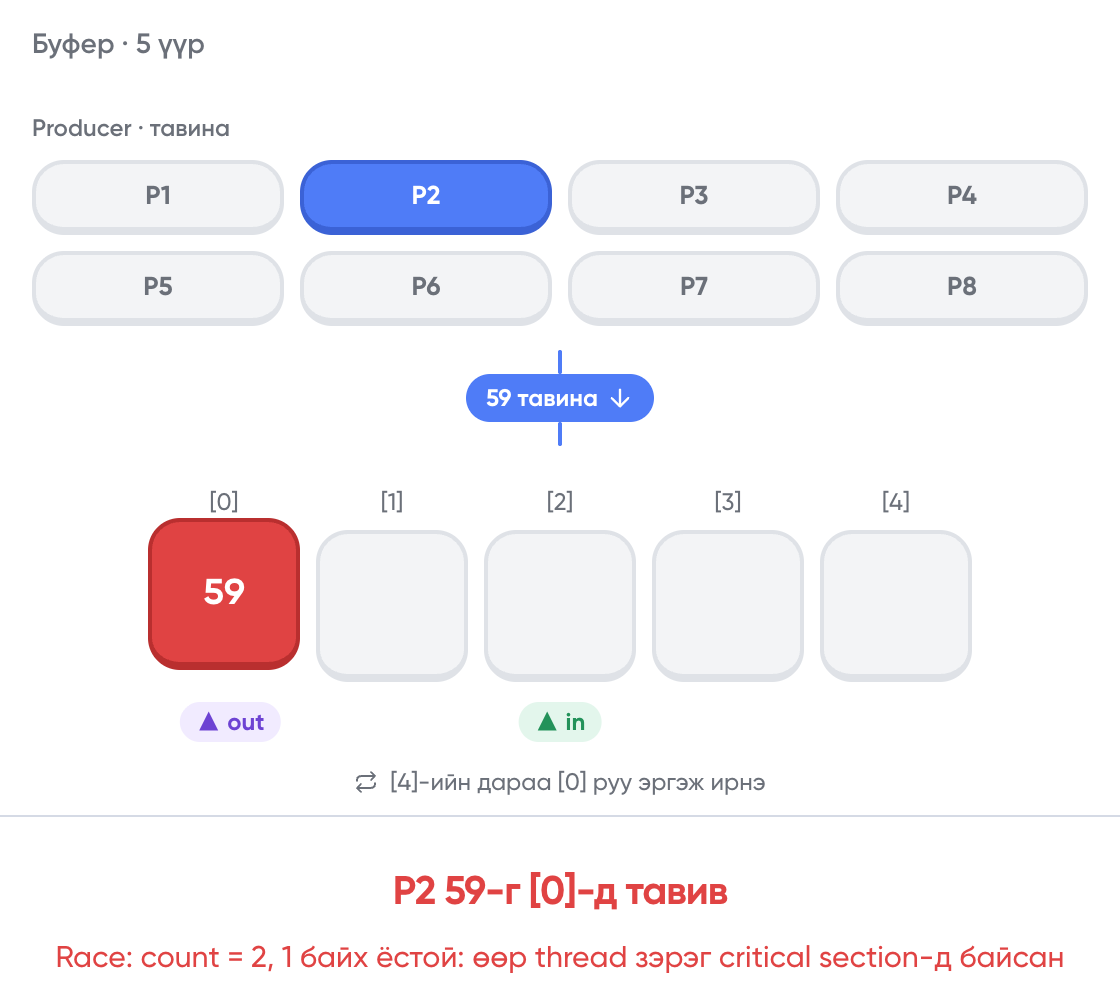 Буфер · 5 үүр
Producer · тавина
P1 P2 P3 P4
P5 P6 P7 P8
59 тавина ↓
[0] [1] [2] [3] [4]
59
▲ out ▲ in
[4]-ийн дараа [0] руу эргэж ирнэ
P2 59-г [0]-д тавив
Race: count = 2, 1 байх ёстой: өөр thread зэрэг critical section-д байсан